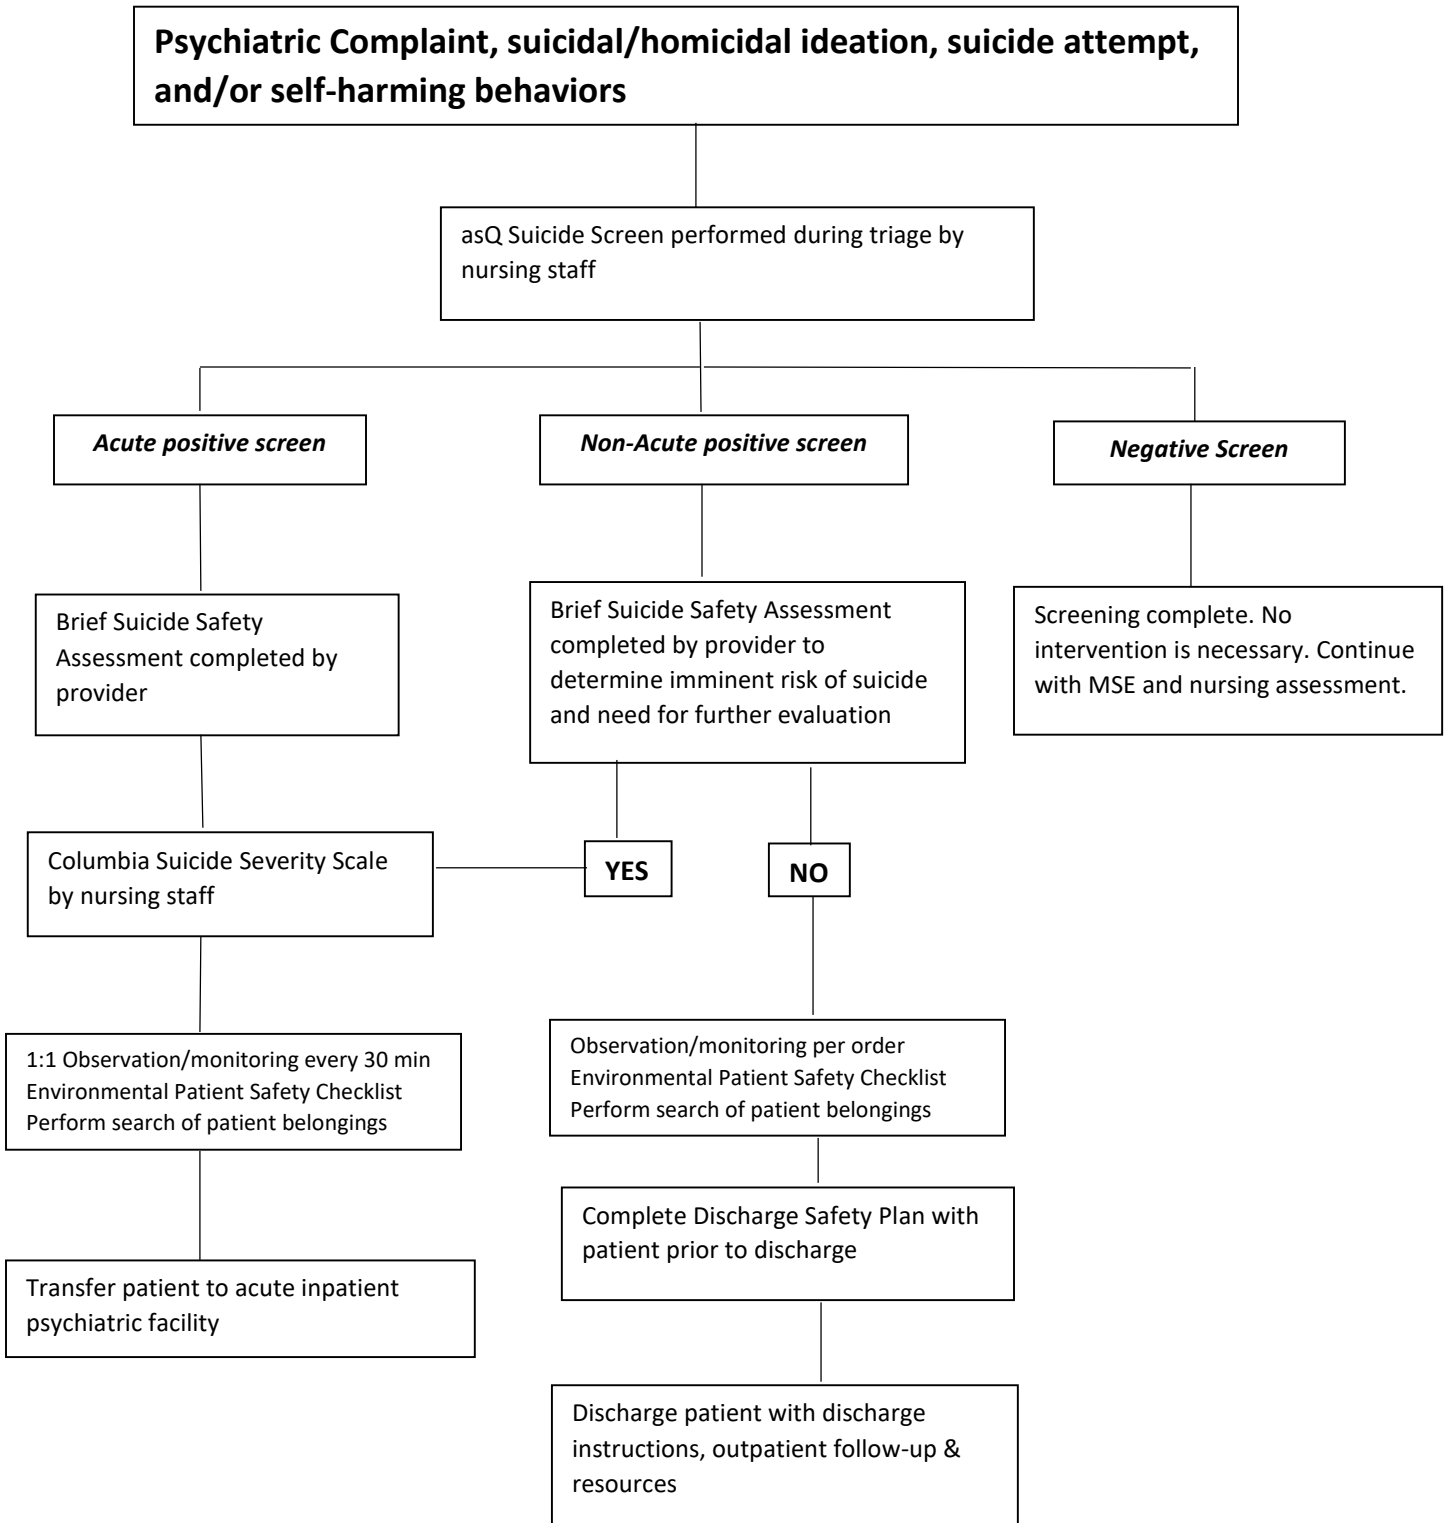 Psychiatric Complaint, suicidal/homicidal ideation, suicide attempt,
and/or self-harming behaviors
asQ Suicide Screen performed during triage by
nursing staff
Acute positive screen
Non-Acute positive screen
Negative Screen
Brief Suicide Safety
Assessment completed by
provider
Brief Suicide Safety Assessment
completed by provider to
determine imminent risk of suicide
and need for further evaluation
Screening complete. No
intervention is necessary. Continue
with MSE and nursing assessment.
Columbia Suicide Severity Scale
by nursing staff
YES
NO
1:1 Observation/monitoring every 30 min
Environmental Patient Safety Checklist
Perform search of patient belongings
Observation/monitoring per order
Environmental Patient Safety Checklist
Perform search of patient belongings
Complete Discharge Safety Plan with
patient prior to discharge
Transfer patient to acute inpatient
psychiatric facility
Discharge patient with discharge
instructions, outpatient follow-up &
resources